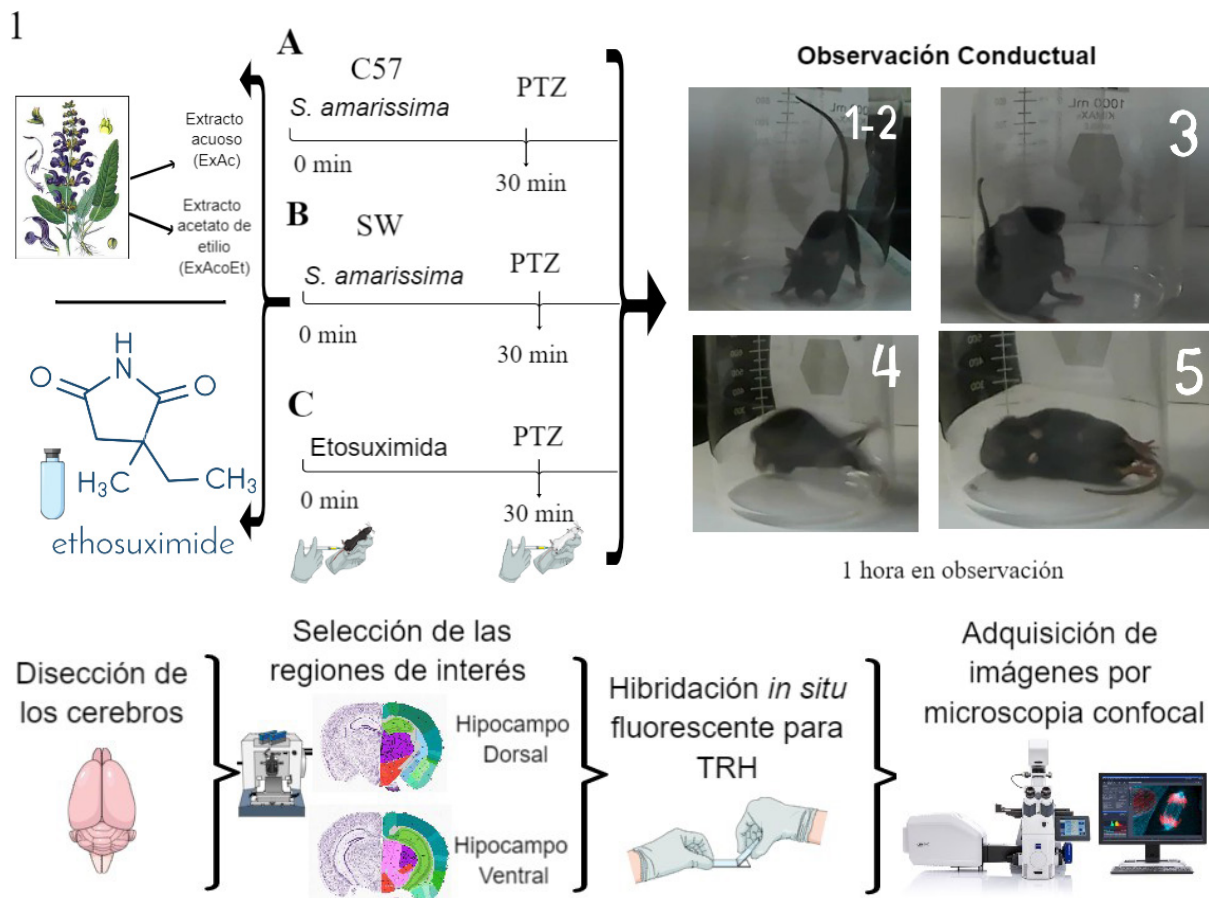 1
Extracto
acuoso
(ExAc)
Extracto
acetato de
etilio
(ExAcoEt)
H
N
O
O
H₃C
CH₃
CH₃
ethosuximide
A
C57
PTZ
S. amarissima
0 min
30 min
B
SW
PTZ
S. amarissima
0 min
30 min
C
Etosuximida
PTZ
0 min
30 min
Observación Conductual
1-2
1000 mL
3
4
5
1 hora en observación
Disección de
los cerebros
Selección de las
regiones de interés
Hipocampo
Dorsal
Hipocampo
Ventral
Hibridación in situ
fluorescente para
TRH
Adquisición de
imágenes por
microscopia confocal